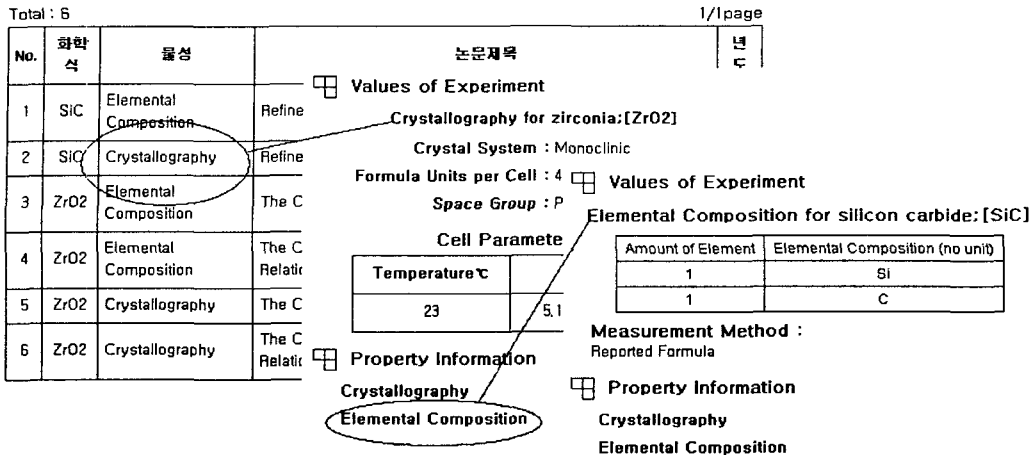 Total : 6
1/1page
No. 화학식 물성 논문제목 년
1 SiC Elemental Composition Refine
2 SiC Crystallography Refine
3 ZrO2 Elemental Composition The C
4 ZrO2 Elemental Composition The C Relatic
5 ZrO2 Crystallography The C
6 ZrO2 Crystallography The C Relatic
Values of Experiment
Crystallography for zirconia;[ZrO2]
Crystal System : Monoclinic
Formula Units per Cell : 4
Space Group : P
Cell Paramete
Temperature℃
23 5.1
Property Information
Crystallography
Elemental Composition
Values of Experiment
Elemental Composition for silicon carbide;[SiC]
Amount of Element Elemental Composition (no unit)
1 Si
1 C
Measurement Method :
Reported Formula
Property Information
Crystallography
Elemental Composition